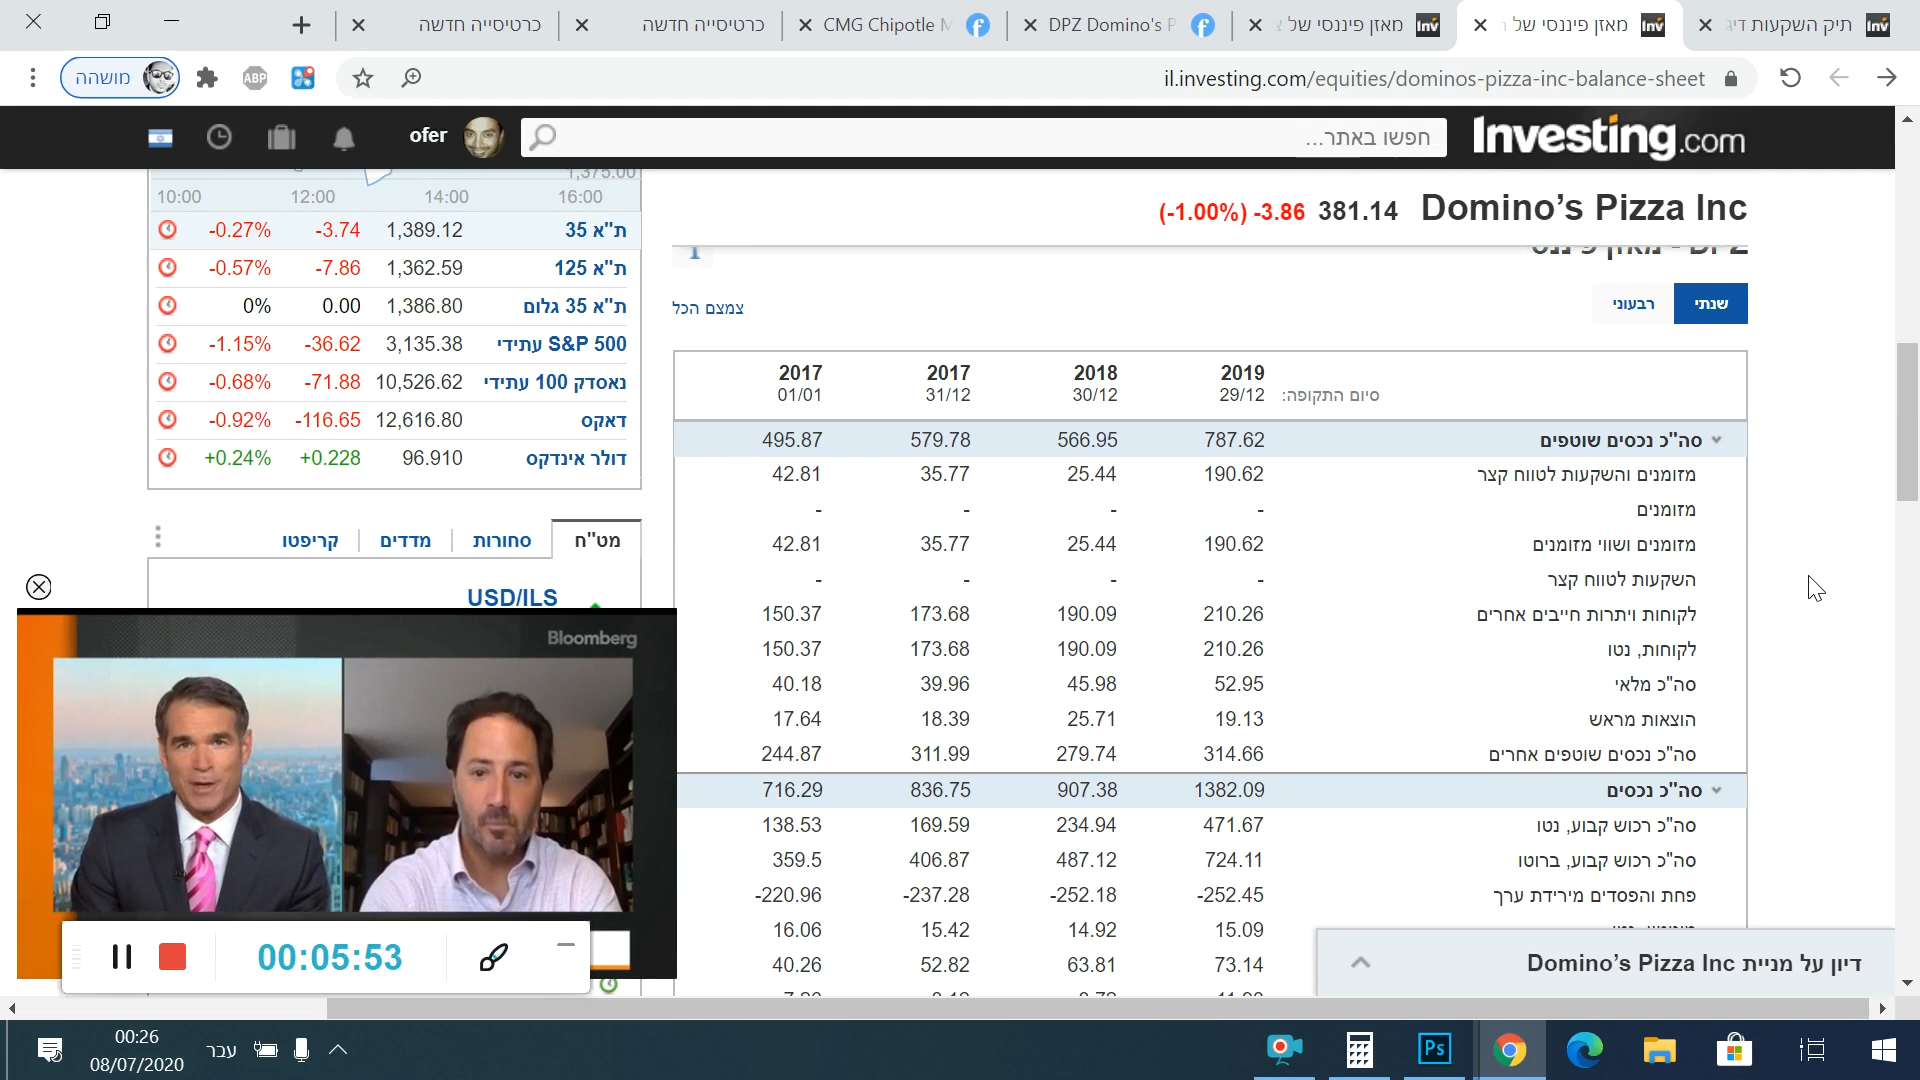 תיק השקעות דיג
מאזן פיננסי של
מאזן פיננסי של
DPZ Domino's P
CMG Chipotle M
כרטיסייה חדשה
כרטיסייה חדשה
il.investing.com/equities/dominos-pizza-inc-balance-sheet
ABP
מושהה
Investing.com
חפשו באתר...
ofer
Domino's Pizza Inc 381.14 -3.86 (-1.00%)
שנתי
רבעוני
צמצם הכל
סיום התקופה: 2019 29/12 2018 30/12 2017 31/12 2017 01/01
סה"כ נכסים שוטפים 787.62 566.95 579.78 495.87
מזומנים והשקעות לטווח קצר 190.62 25.44 35.77 42.81
מזומנים - - - -
מזומנים ושווי מזומנים 190.62 25.44 35.77 42.81
השקעות לטווח קצר - - - -
לקוחות ויתרות חייבים אחרים 210.26 190.09 173.68 150.37
לקוחות, נטו 210.26 190.09 173.68 150.37
סה"כ מלאי 52.95 45.98 39.96 40.18
הוצאות מראש 19.13 25.71 18.39 17.64
סה"כ נכסים שוטפים אחרים 314.66 279.74 311.99 244.87
סה"כ נכסים 1382.09 907.38 836.75 716.29
סה"כ רכוש קבוע, נטו 471.67 234.94 169.59 138.53
סה"כ רכוש קבוע, ברוטו 724.11 487.12 406.87 359.5
פחת והפסדים מירידת ערך -252.45 -252.18 -237.28 -220.96
15.09 14.92 15.42 16.06
73.14 63.81 52.82 40.26
דיון על מניית Domino's Pizza Inc
1,375.00
10:00 12:00 14:00 16:00
ת"א 35 1,389.12 -3.74 -0.27%
ת"א 125 1,362.59 -7.86 -0.57%
ת"א 35 גלום 1,386.80 0.00 0%
S&P 500 עתידי 3,135.38 -36.62 -1.15%
נאסדק 100 עתידי 10,526.62 -71.88 -0.68%
דאקס 12,616.80 -116.65 -0.92%
דולר אינדקס 96.910 +0.228 +0.24%
מט"ח
סחורות
מדדים
קריפטו
USD/ILS
Bloomberg
00:05:53
Ps
עבר
00:26
08/07/2020